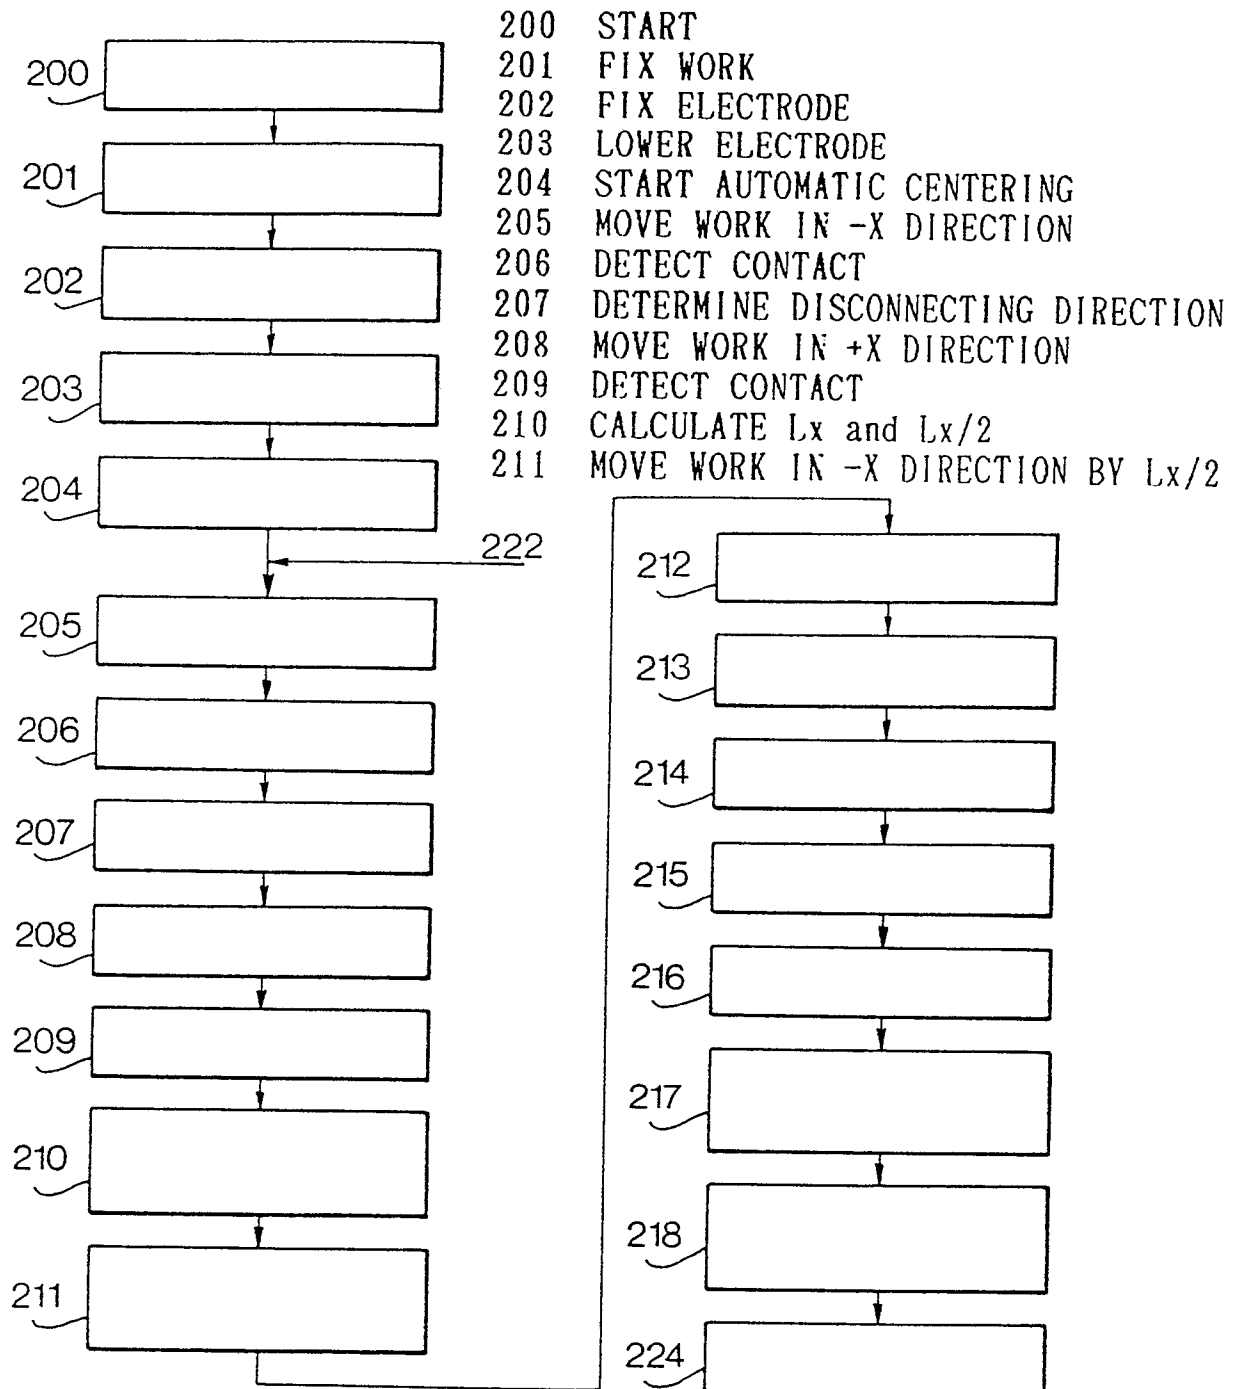 200 START
201 FIX WORK
202 FIX ELECTRODE
203 LOWER ELECTRODE
204 START AUTOMATIC CENTERING
205 MOVE WORK IN -X DIRECTION
206 DETECT CONTACT
207 DETERMINE DISCONNECTING DIRECTION
208 MOVE WORK IN +X DIRECTION
209 DETECT CONTACT
210 CALCULATE Lx and Lx/2
211 MOVE WORK IN -X DIRECTION BY Lx/2
200
201
202
203
204
222
205
206
207
208
209
210
211
212
213
214
215
216
217
218
224